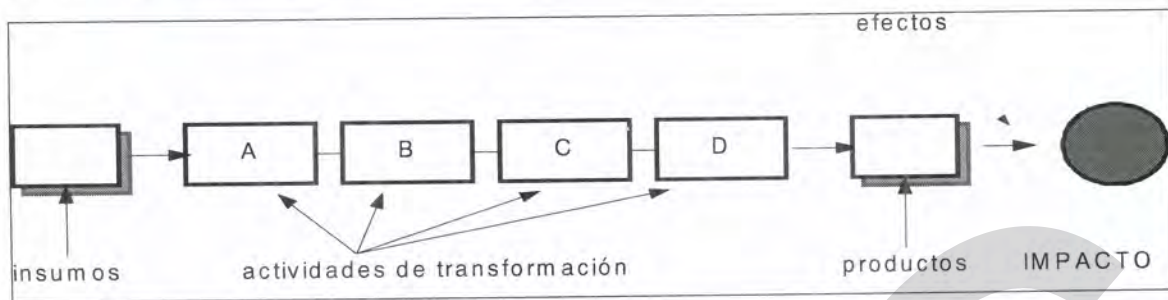 efectos
A B C D
insumos actividades de transformación productos IMPACTO